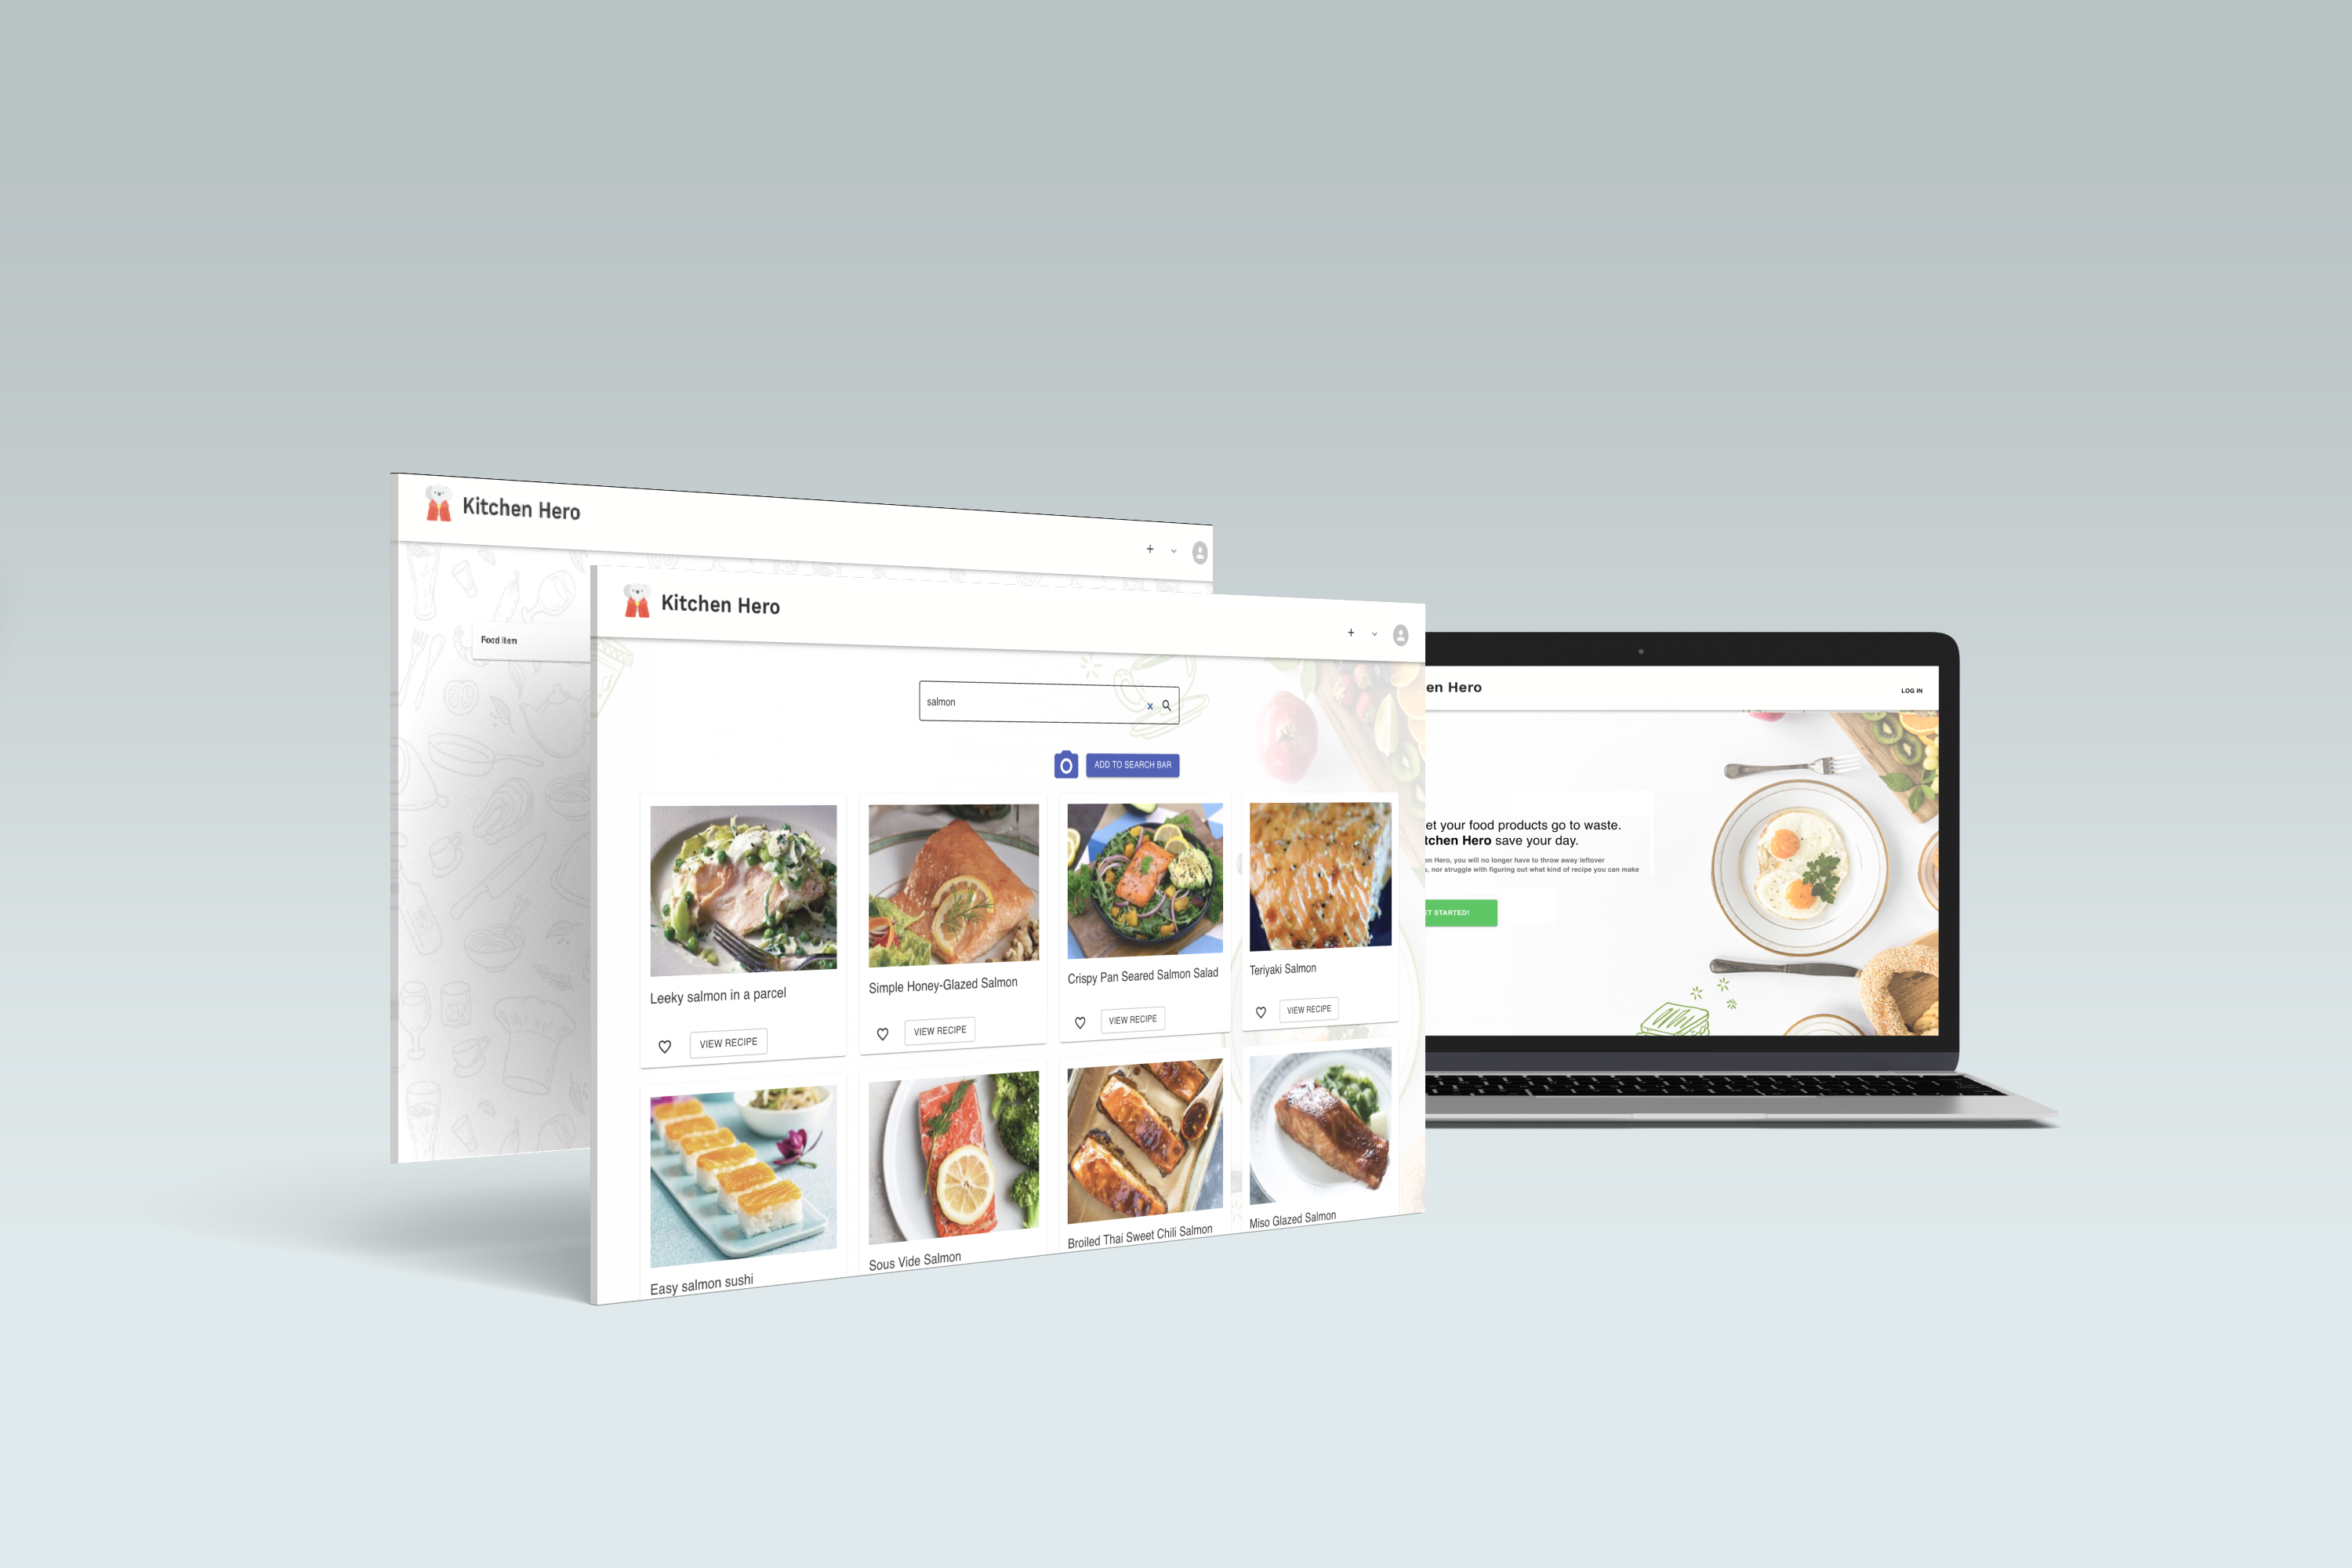 Kitchen Hero
Food Item
Kitchen Hero
salmon
x
ADD TO SEARCH BAR
Leeky salmon in a parcel
VIEW RECIPE
Simple Honey-Glazed Salmon
VIEW RECIPE
Crispy Pan Seared Salmon Salad
VIEW RECIPE
Teriyaki Salmon
VIEW RECIPE
Easy salmon sushi
Sous Vide Salmon
Broiled Thai Sweet Chili Salmon
Miso Glazed Salmon
en Hero
LOG IN
et your food products go to waste.
tchen Hero save your day.
en Hero, you will no longer have to throw away leftover
, nor struggle with figuring out what kind of recipe you can make
ET STARTED!